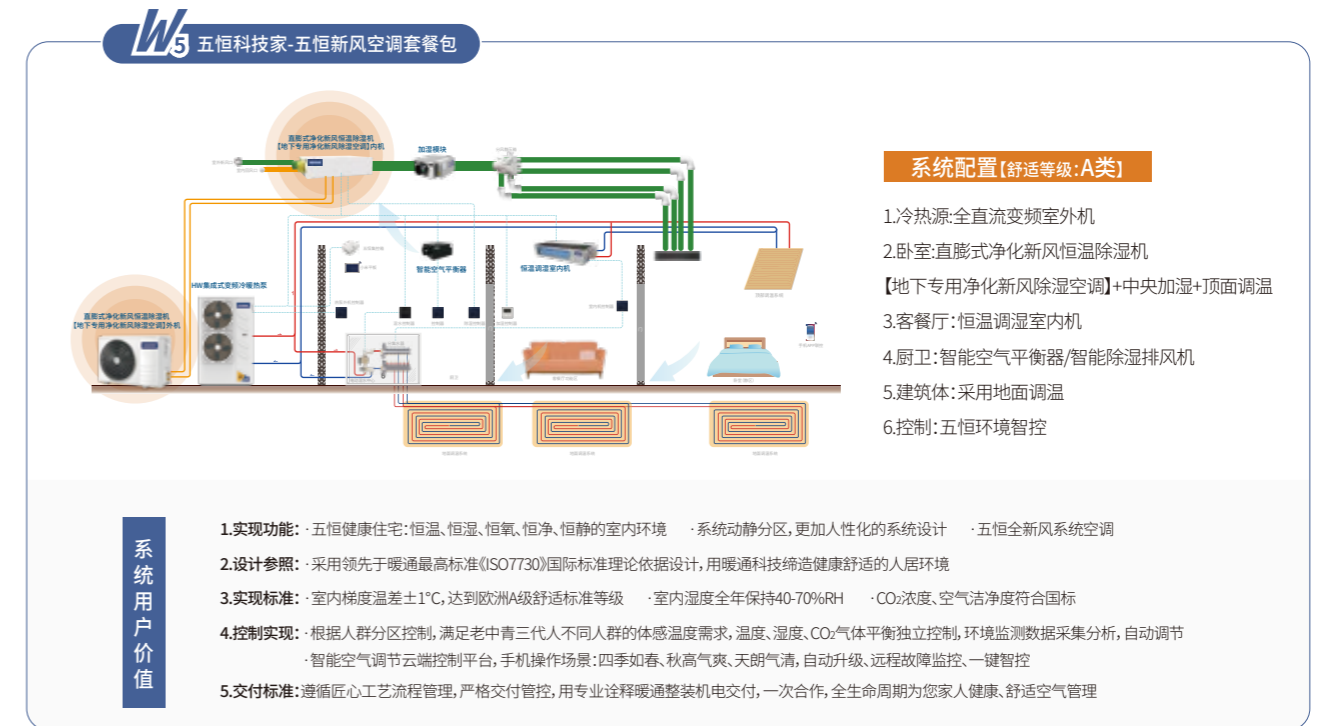 W5 五恒科技家-五恒新风空调套餐包
直膨式净化新风恒温除湿机
【地下专用净化新风除湿空调】内机
加湿模块
智能空气平衡器
恒温调湿室内机
HW集成式变频冷暖热泵
直膨式净化新风恒温除湿机
【地下专用净化新风除湿空调】外机
系统配置【舒适等级:A类】
1.冷热源:全直流变频室外机
2.卧室:直膨式净化新风恒温除湿机
【地下专用净化新风除湿空调】+中央加湿+顶面调温
3.客餐厅：恒温调湿室内机
4.厨卫：智能空气平衡器/智能除湿排风机
5.建筑体：采用地面调温
6.控制：五恒环境智控
系统用户价值
1.实现功能： ·五恒健康住宅：恒温、恒湿、恒氧、恒净、恒静的室内环境 ·系统动静分区，更加人性化的系统设计 ·五恒全新风系统空调
2.设计参照： ·采用领先于暖通最高标准《ISO7730》国际标准理论依据设计，用暖通科技缔造健康舒适的人居环境
3.实现标准： ·室内梯度温差±1°C，达到欧洲A级舒适标准等级 ·室内湿度全年保持40-70%RH ·CO₂浓度、空气洁净度符合国标
4.控制实现： ·根据人群分区控制，满足老中青三代人不同人群的体感温度需求，温度、湿度、CO₂气体平衡独立控制，环境监测数据采集分析，自动调节
·智能空气调节云端控制平台，手机操作场景：四季如春、秋高气爽、天朗气清，自动升级、远程故障监控、一键智控
5.交付标准：遵循匠心工艺流程管理，严格交付管控，用专业诠释暖通整装机电交付，一次合作，全生命周期为您家人健康、舒适空气管理